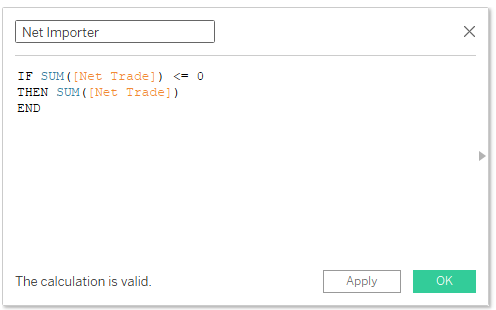 Net Importer
IF SUM([Net Trade]) <= 0
THEN SUM([Net Trade])
END
The calculation is valid.
Apply
OK